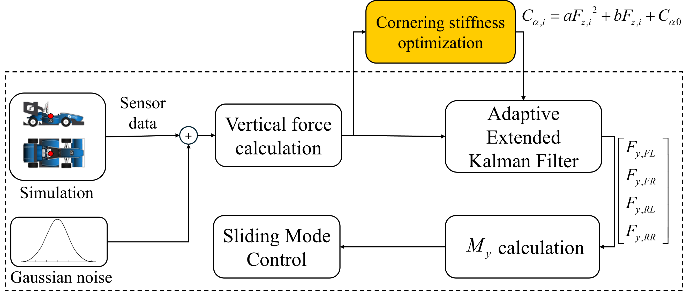 Cornering stiffness
optimization
C_{α,i} = aF_{z,i}² + bF_{z,i} + C_{α0}
Sensor
data
+
Vertical force
calculation
Adaptive
Extended
Kalman Filter
Simulation
F_{y,FL}
F_{y,FR}
F_{y,RL}
F_{y,RR}
Gaussian noise
Sliding Mode
Control
M_y calculation